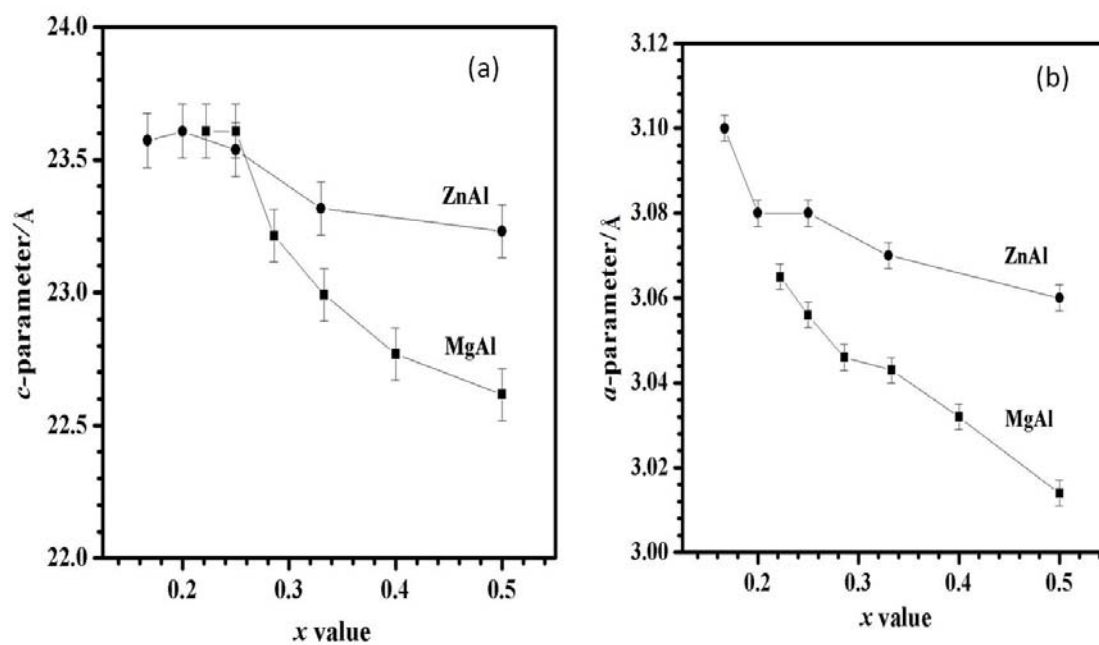 24.0
23.5
23.0
22.5
22.0
c-parameter/Å
(a)
ZnAl
MgAl
0.2 0.3 0.4 0.5
x value
3.12
3.10
3.08
3.06
3.04
3.02
3.00
a-parameter/Å
(b)
ZnAl
MgAl
0.2 0.3 0.4 0.5
x value